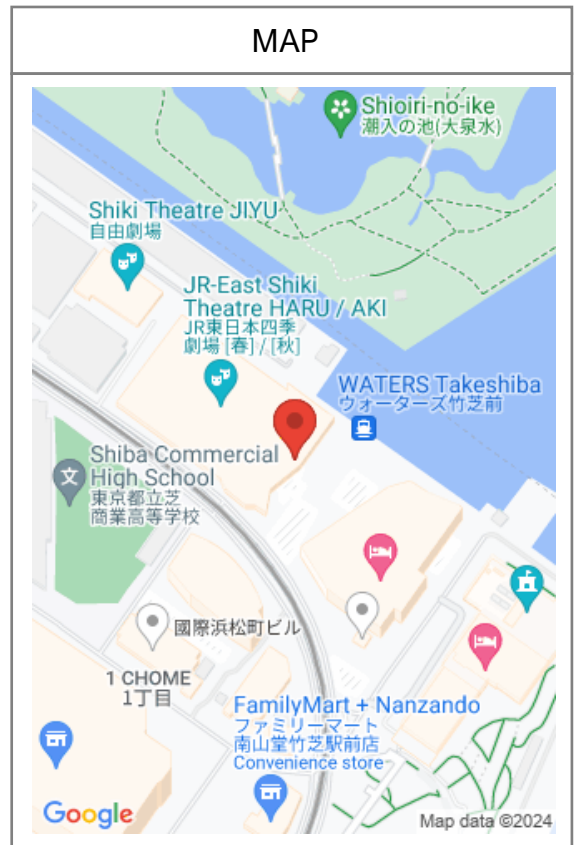 MAP
Shioiri-no-ike
潮入の池(大泉水)
Shiki Theatre JIYU
自由劇場
JR-East Shiki
Theatre HARU / AKI
JR東日本四季
劇場 [春] / [秋]
WATERS Takeshiba
ウォーターズ竹芝前
Shiba Commercial
High School
東京都立芝
商業高等学校
文
國際浜松町ビル
1 CHOME
1丁目
FamilyMart + Nanzando
ファミリーマート
南山堂竹芝駅前店
Convenience store
Google
Map data ©2024